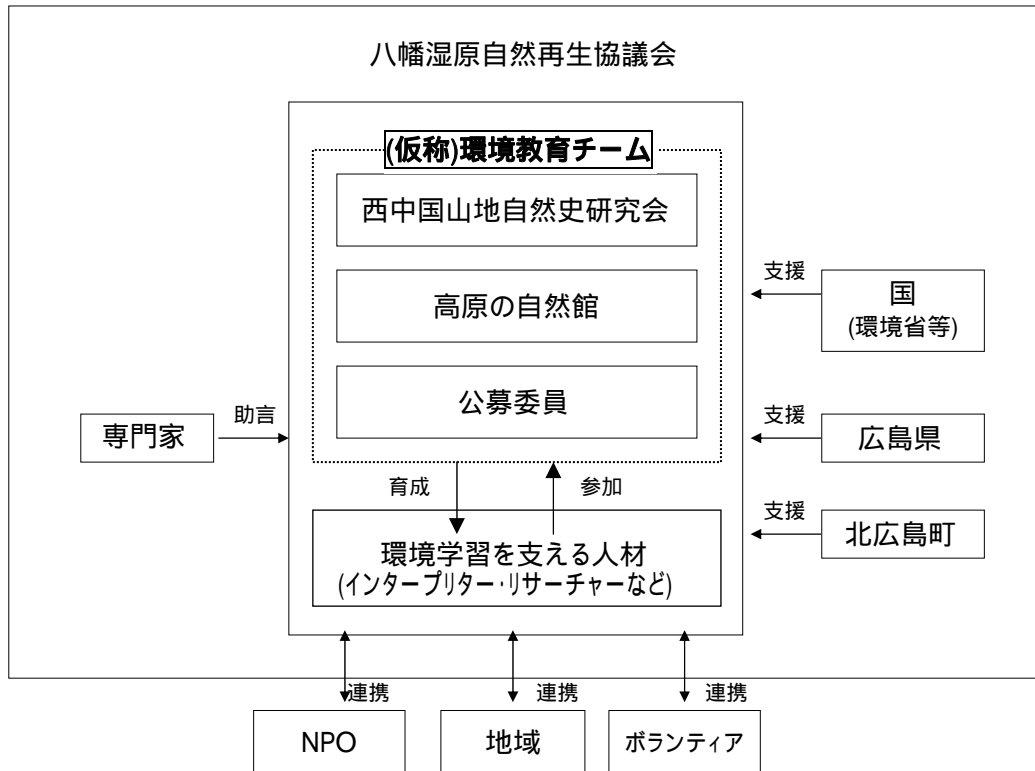 八幡湿原自然再生協議会
(仮称)環境教育チーム
西中国山地自然史研究会
高原の自然館
公募委員
専門家
助言
支援
国
(環境省等)
支援
広島県
支援
北広島町
育成
参加
環境学習を支える人材
(インタープリター・リサーチャーなど)
連携
連携
連携
NPO
地域
ボランティア